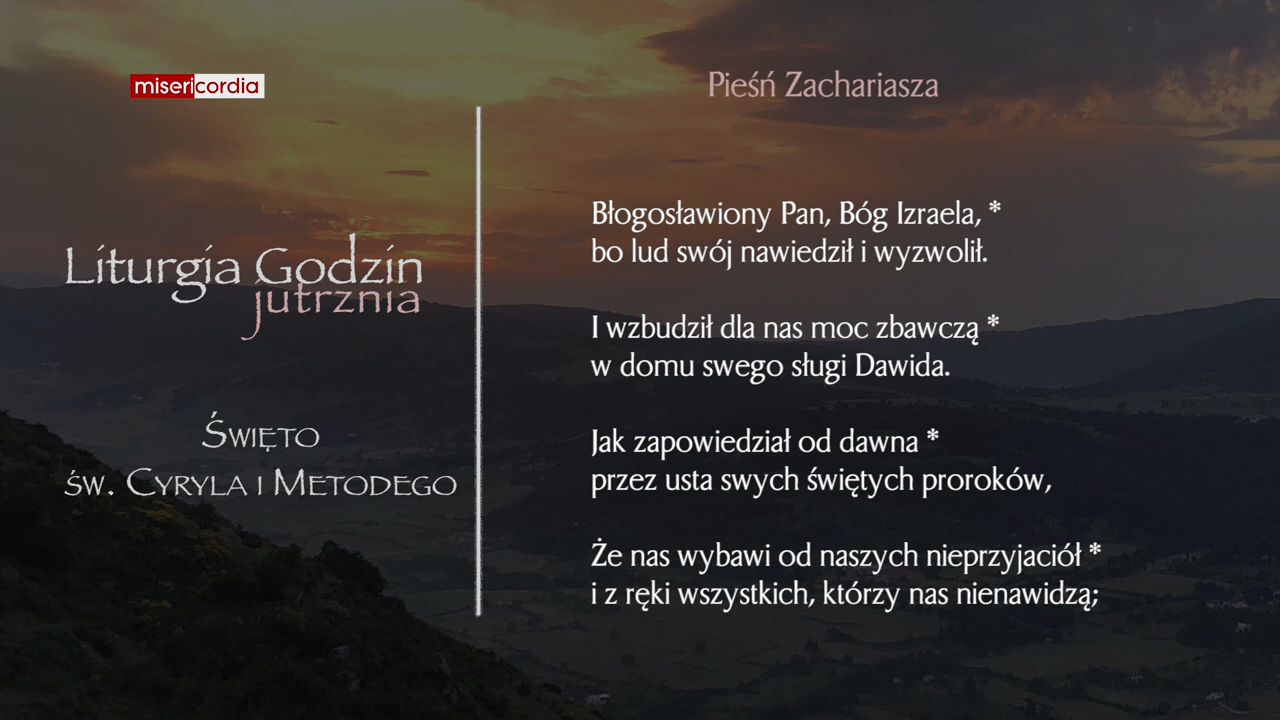 misericordia
Liturgia Godzin
jutrznia
Święto
św. Cyryla i Metodego
Pieśń Zachariasza
Błogosławiony Pan, Bóg Izraela, *
bo lud swój nawiedził i wyzwolił.
I wzbudził dla nas moc zbawczą *
w domu swego sługi Dawida.
Jak zapowiedział od dawna *
przez usta swych świętych proroków,
Że nas wybawi od naszych nieprzyjaciół *
i z ręki wszystkich, którzy nas nienawidzą;